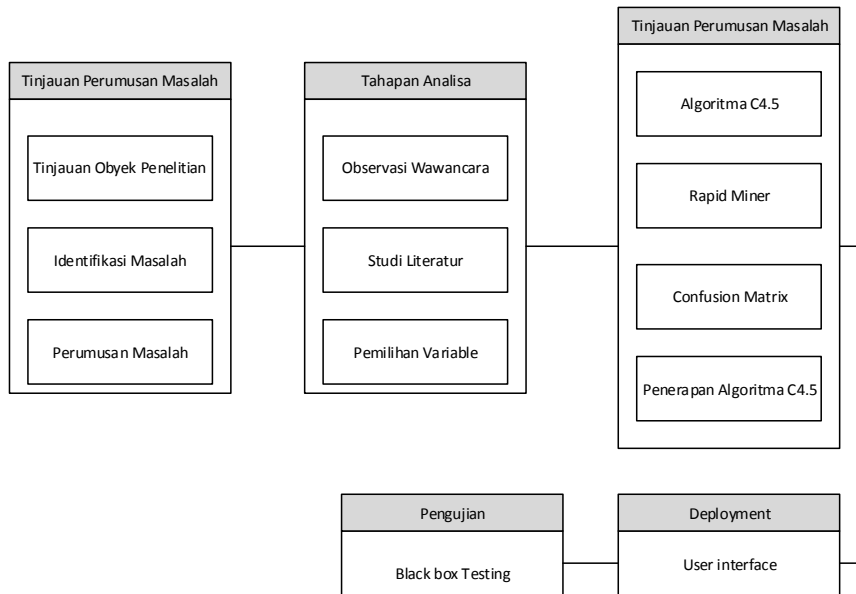 Tinjauan Perumusan Masalah
Tinjauan Obyek Penelitian
Identifikasi Masalah
Perumusan Masalah
Tahapan Analisa
Observasi Wawancara
Studi Literatur
Pemilihan Variable
Tinjauan Perumusan Masalah
Algoritma C4.5
Rapid Miner
Confusion Matrix
Penerapan Algoritma C4.5
Pengujian
Black box Testing
Deployment
User interface